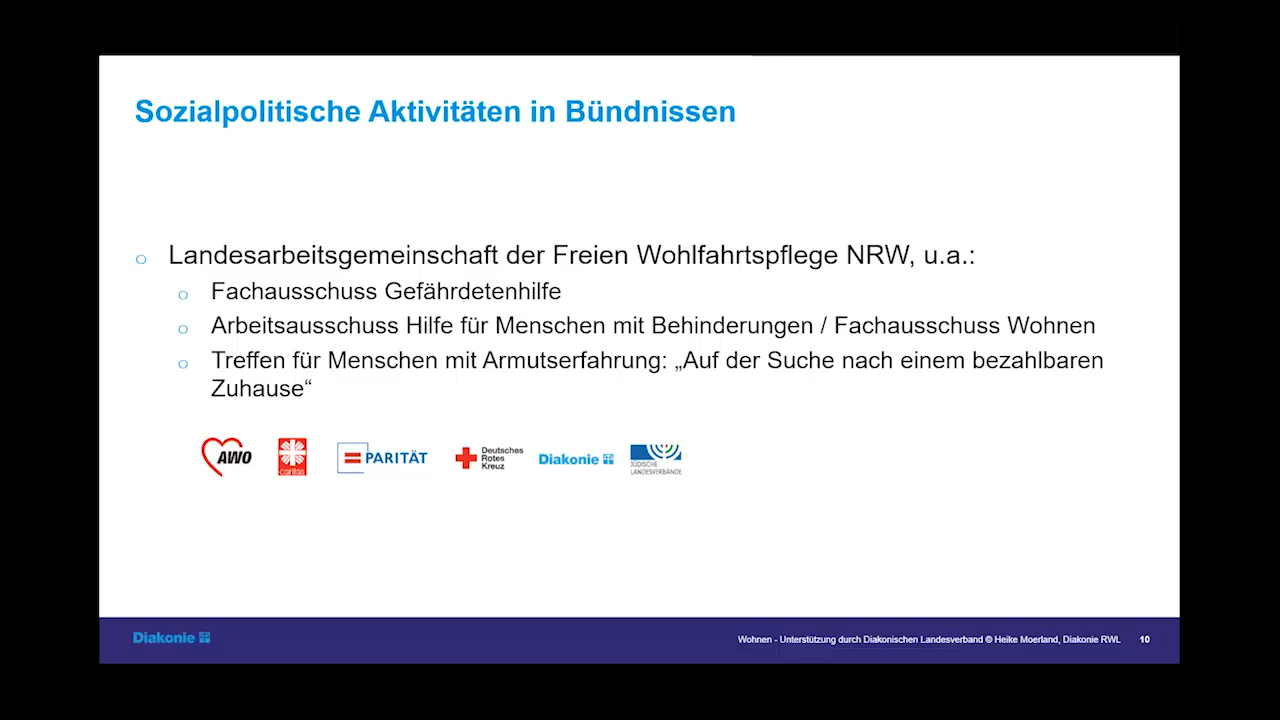 Sozialpolitische Aktivitäten in Bündnissen
o Landesarbeitsgemeinschaft der Freien Wohlfahrtspflege NRW, u.a.:
o Fachausschuss Gefährdetenhilfe
o Arbeitsausschuss Hilfe für Menschen mit Behinderungen / Fachausschuss Wohnen
o Treffen für Menschen mit Armutserfahrung: „Auf der Suche nach einem bezahlbaren
Zuhause“
AWO
caritas
PARITÄT
Deutsches
Rotes
Kreuz
Diakonie
JÜDISCHE
LANDESVERBÄNDE
Diakonie
Wohnen - Unterstützung durch Diakonischen Landesverband © Heike Moerland, Diakonie RWL 10